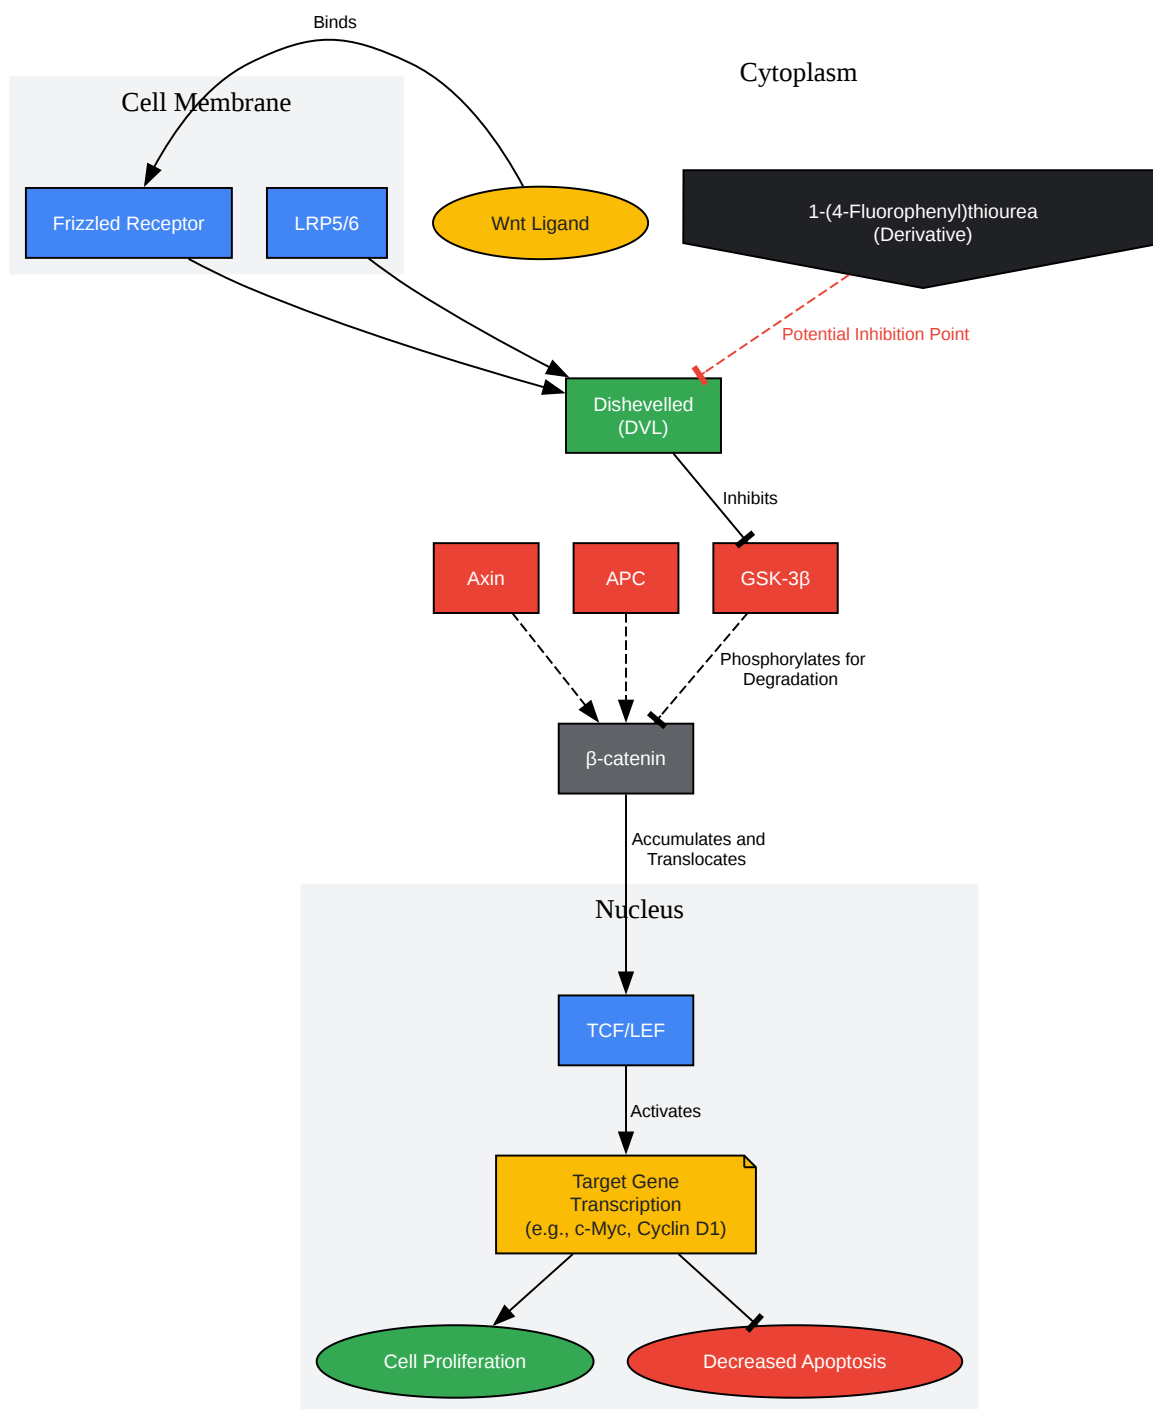 Binds
Cytoplasm
Cell Membrane
Frizzled Receptor
LRP5/6
Wnt Ligand
1-(4-Fluorophenyl)thiourea
(Derivative)
Potential Inhibition Point
Dishevelled
(DVL)
Inhibits
Axin
APC
GSK-3β
Phosphorylates for
Degradation
β-catenin
Accumulates and
Translocates
Nucleus
TCF/LEF
Activates
Target Gene
Transcription
(e.g., c-Myc, Cyclin D1)
Cell Proliferation
Decreased Apoptosis